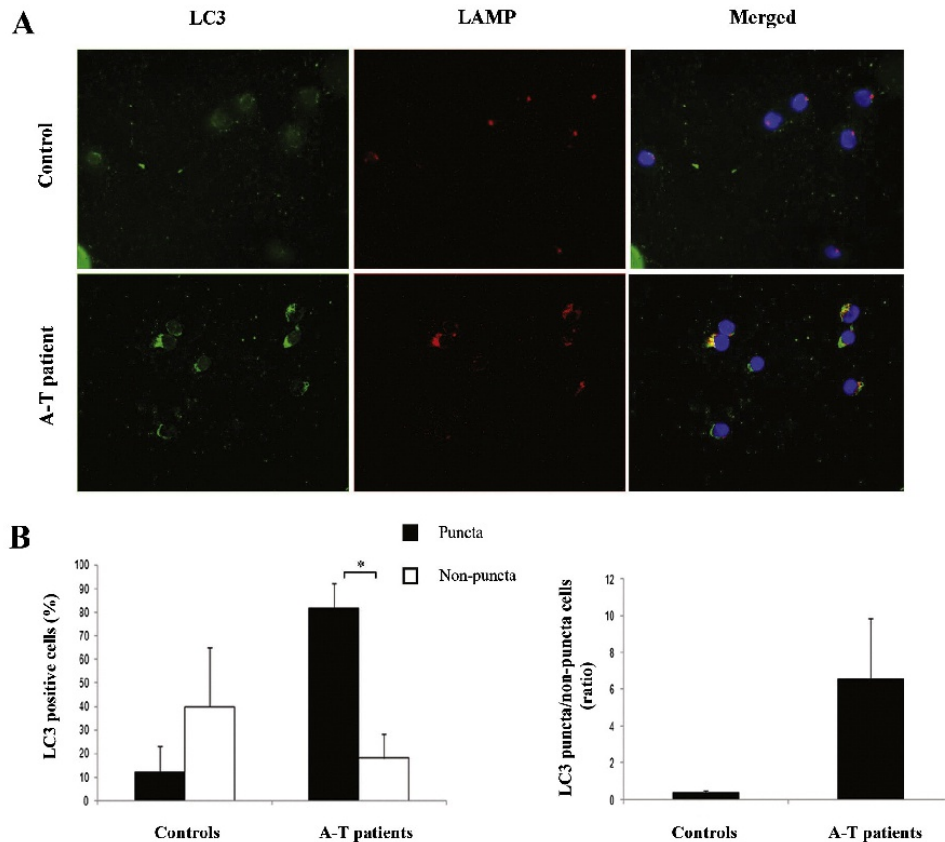 A
LC3
LAMP
Merged
Control
A-T patient
B
Puncta
Non-puncta
LC3 positive cells (%)
100
90
80
70
60
50
40
30
20
10
0
*
Controls
A-T patients
LC3 puncta/non-puncta cells
(ratio)
12
10
8
6
4
2
0
Controls
A-T patients